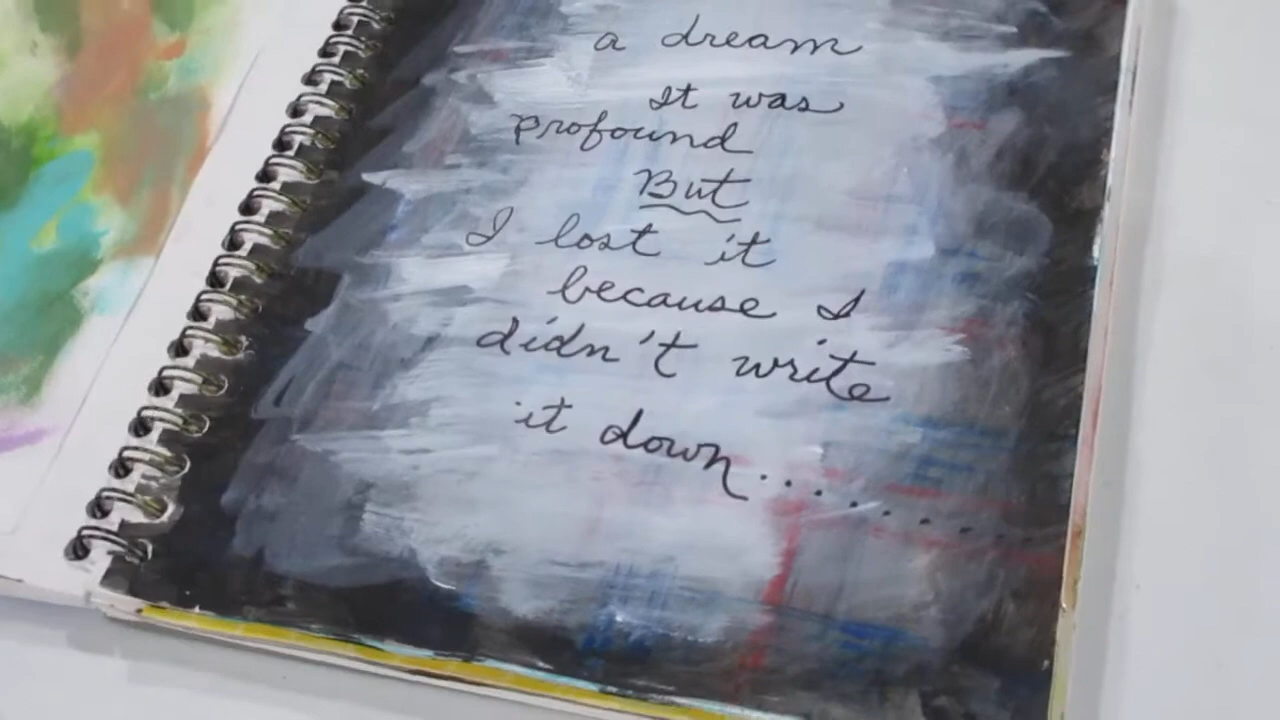 a dream
It was
profound
But
I lost it
because I
didn't write
it down..........